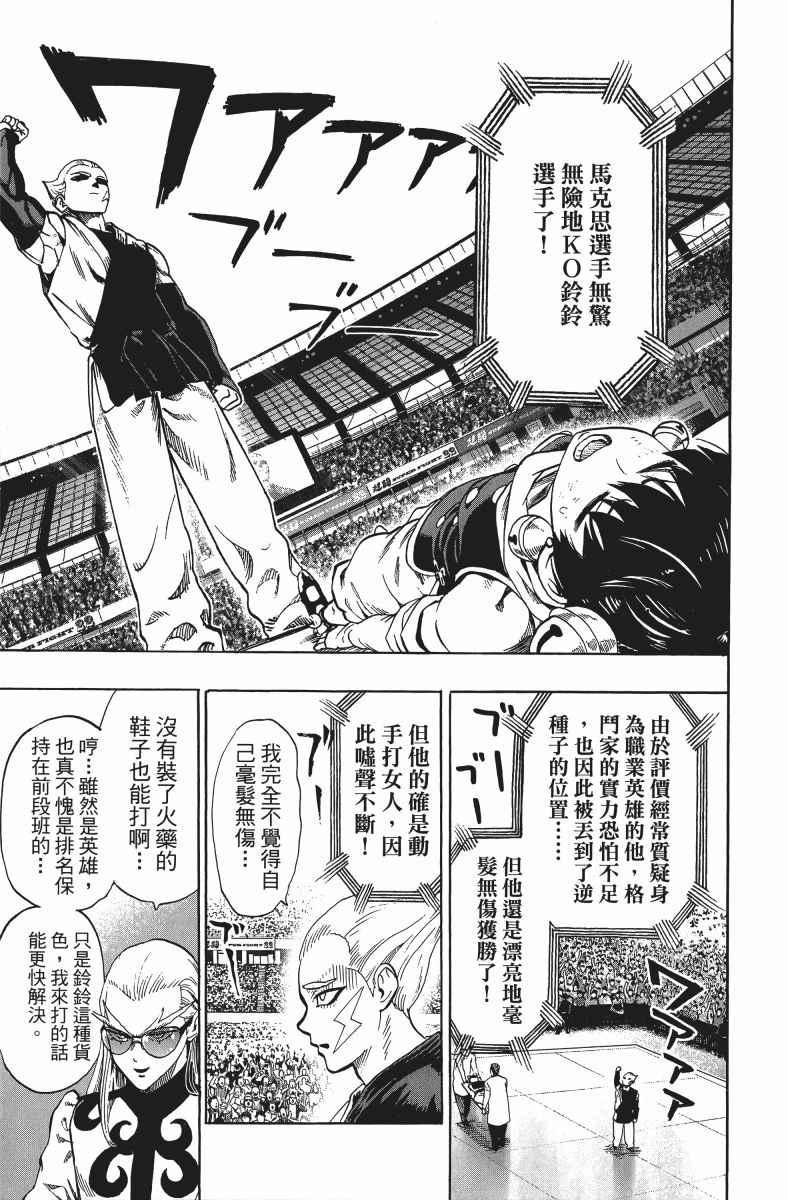 ワアアアア
馬克思選手無驚
無險地KO鈴鈴
選手了！
ブーー
ブーー
由於評價經常質疑身
為職業英雄的他，格
鬥家的實力恐怕不足
，也因此被丟到了逆
種子的位置……
ブーー
但他還是漂亮地毫
髮無傷獲勝了！
ワアアア
但他的確是動
手打女人，因
此噓聲不斷！
我完全不覺得自
己毫髮無傷…
ブーー
沒有裝了火藥的
鞋子也能打啊…
哼…雖然是英雄，
也真不愧是排名保
持在前段班的…
只是鈴鈴這種貨
色，我來打的話
能更快解決。